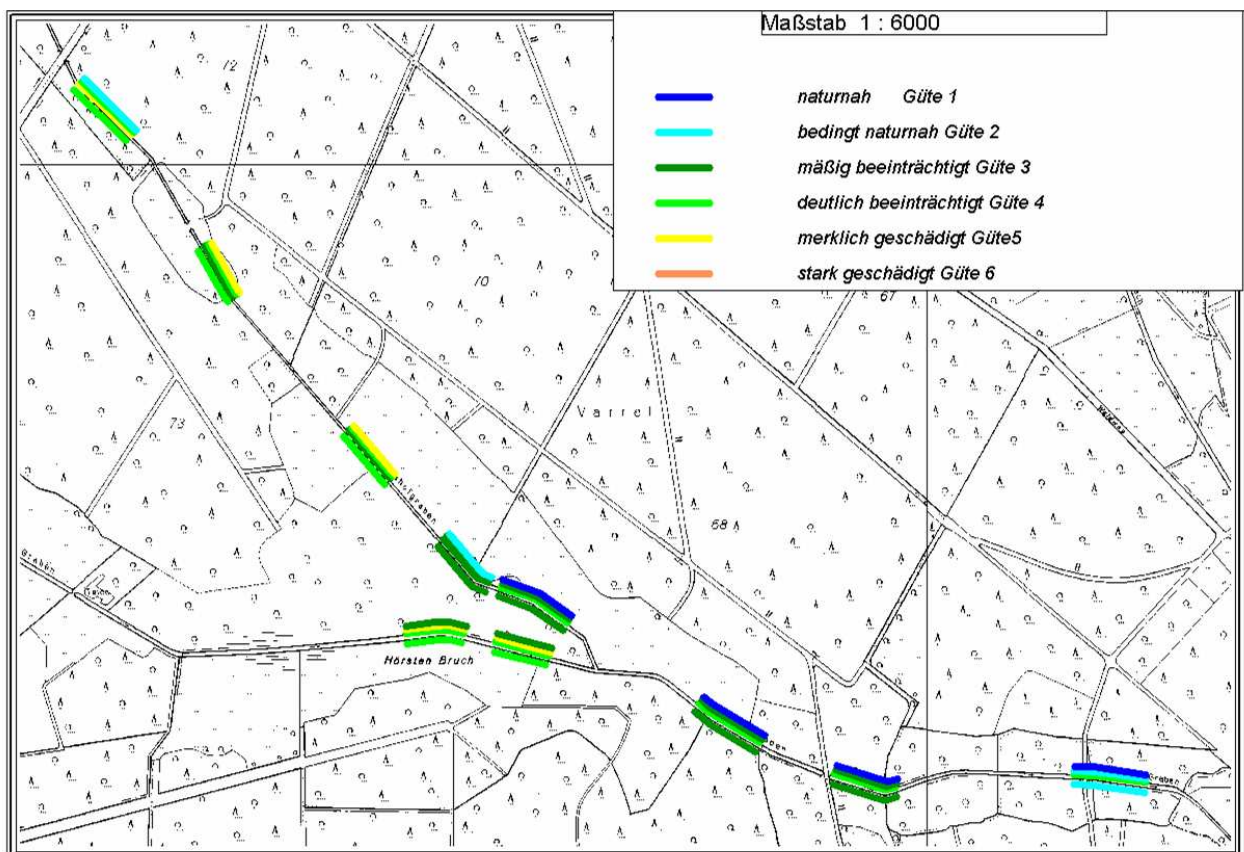 Maßstab 1 : 6000
naturnah Güte 1
bedingt naturnah Güte 2
mäßig beeinträchtigt Güte 3
deutlich beeinträchtigt Güte 4
merklich geschädigt Güte5
stark geschädigt Güte 6
72
70
67
73
Varrel
68
Graben
Hörsten Bruch